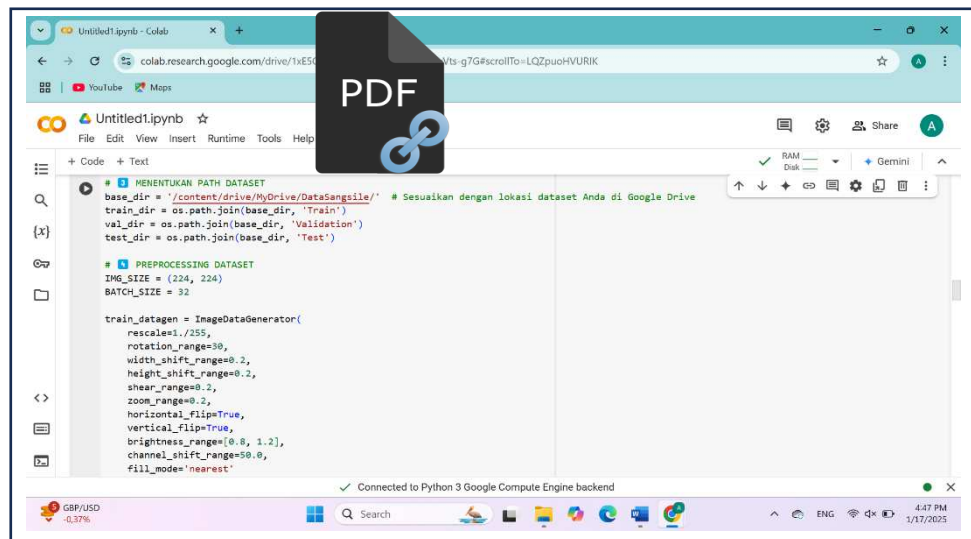 Untitled1.ipynb - Colab
colab.research.google.com/drive/1xE5 Vts-g7G#scrollTo=LQZpuoHVURIK
YouTube Maps
PDF
Untitled1.ipynb
File Edit View Insert Runtime Tools Help
Share A
+ Code + Text
RAM
Disk
Gemini
# 3 MENENTUKAN PATH DATASET
base_dir = '/content/drive/MyDrive/DataSangsile/' # Sesuaikan dengan lokasi dataset Anda di Google Drive
train_dir = os.path.join(base_dir, 'Train')
val_dir = os.path.join(base_dir, 'Validation')
test_dir = os.path.join(base_dir, 'Test')
# 4 PREPROCESSING DATASET
IMG_SIZE = (224, 224)
BATCH_SIZE = 32
train_datagen = ImageDataGenerator(
rescale=1./255,
rotation_range=30,
width_shift_range=0.2,
height_shift_range=0.2,
shear_range=0.2,
zoom_range=0.2,
horizontal_flip=True,
vertical_flip=True,
brightness_range=[0.8, 1.2],
channel_shift_range=50.0,
fill_mode='nearest'
Connected to Python 3 Google Compute Engine backend
GBP/USD
-0,37%
Search
ENG
4:47 PM
1/17/2025